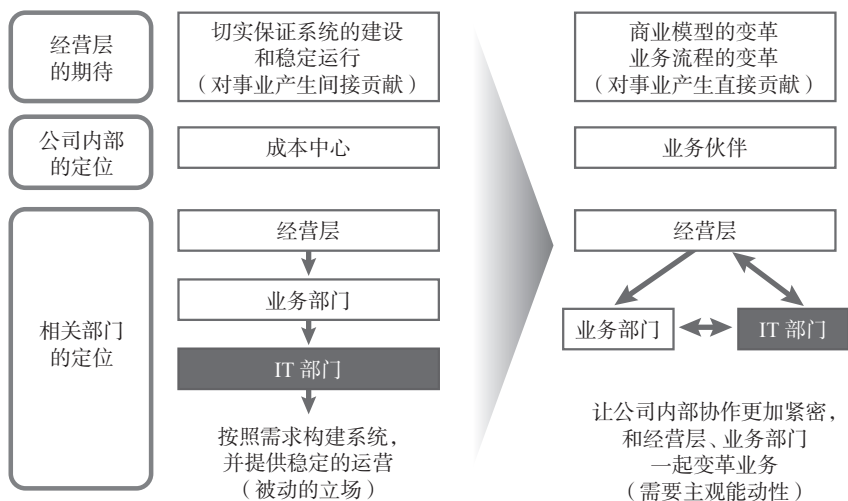 经营层
的期待
切实保证系统的建设
和稳定运行
（对事业产生间接贡献）
商业模型的变革
业务流程的变革
（对事业产生直接贡献）
公司内部
的定位
成本中心
业务伙伴
相关部门
的定位
经营层
业务部门
IT 部门
按照需求构建系统，
并提供稳定的运营
（被动的立场）
经营层
业务部门
IT 部门
让公司内部协作更加紧密，
和经营层、业务部门
一起变革业务
（需要主观能动性）